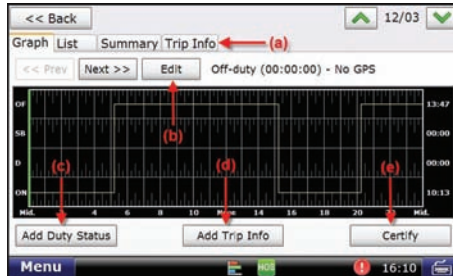 << Back 12/03
Graph List Summary Trip Info (a)
<< Prev Next >> Edit Off-duty (00:00:00) - No GPS
(b)
OF 13:47
SB 00:00
(c) (d) (e)
D 00:00
ON 10:13
Mid. 4 6 8 10 14 16 18 20 Mid.
Add Duty Status Add Trip Info Certify
Menu HOS 16:10